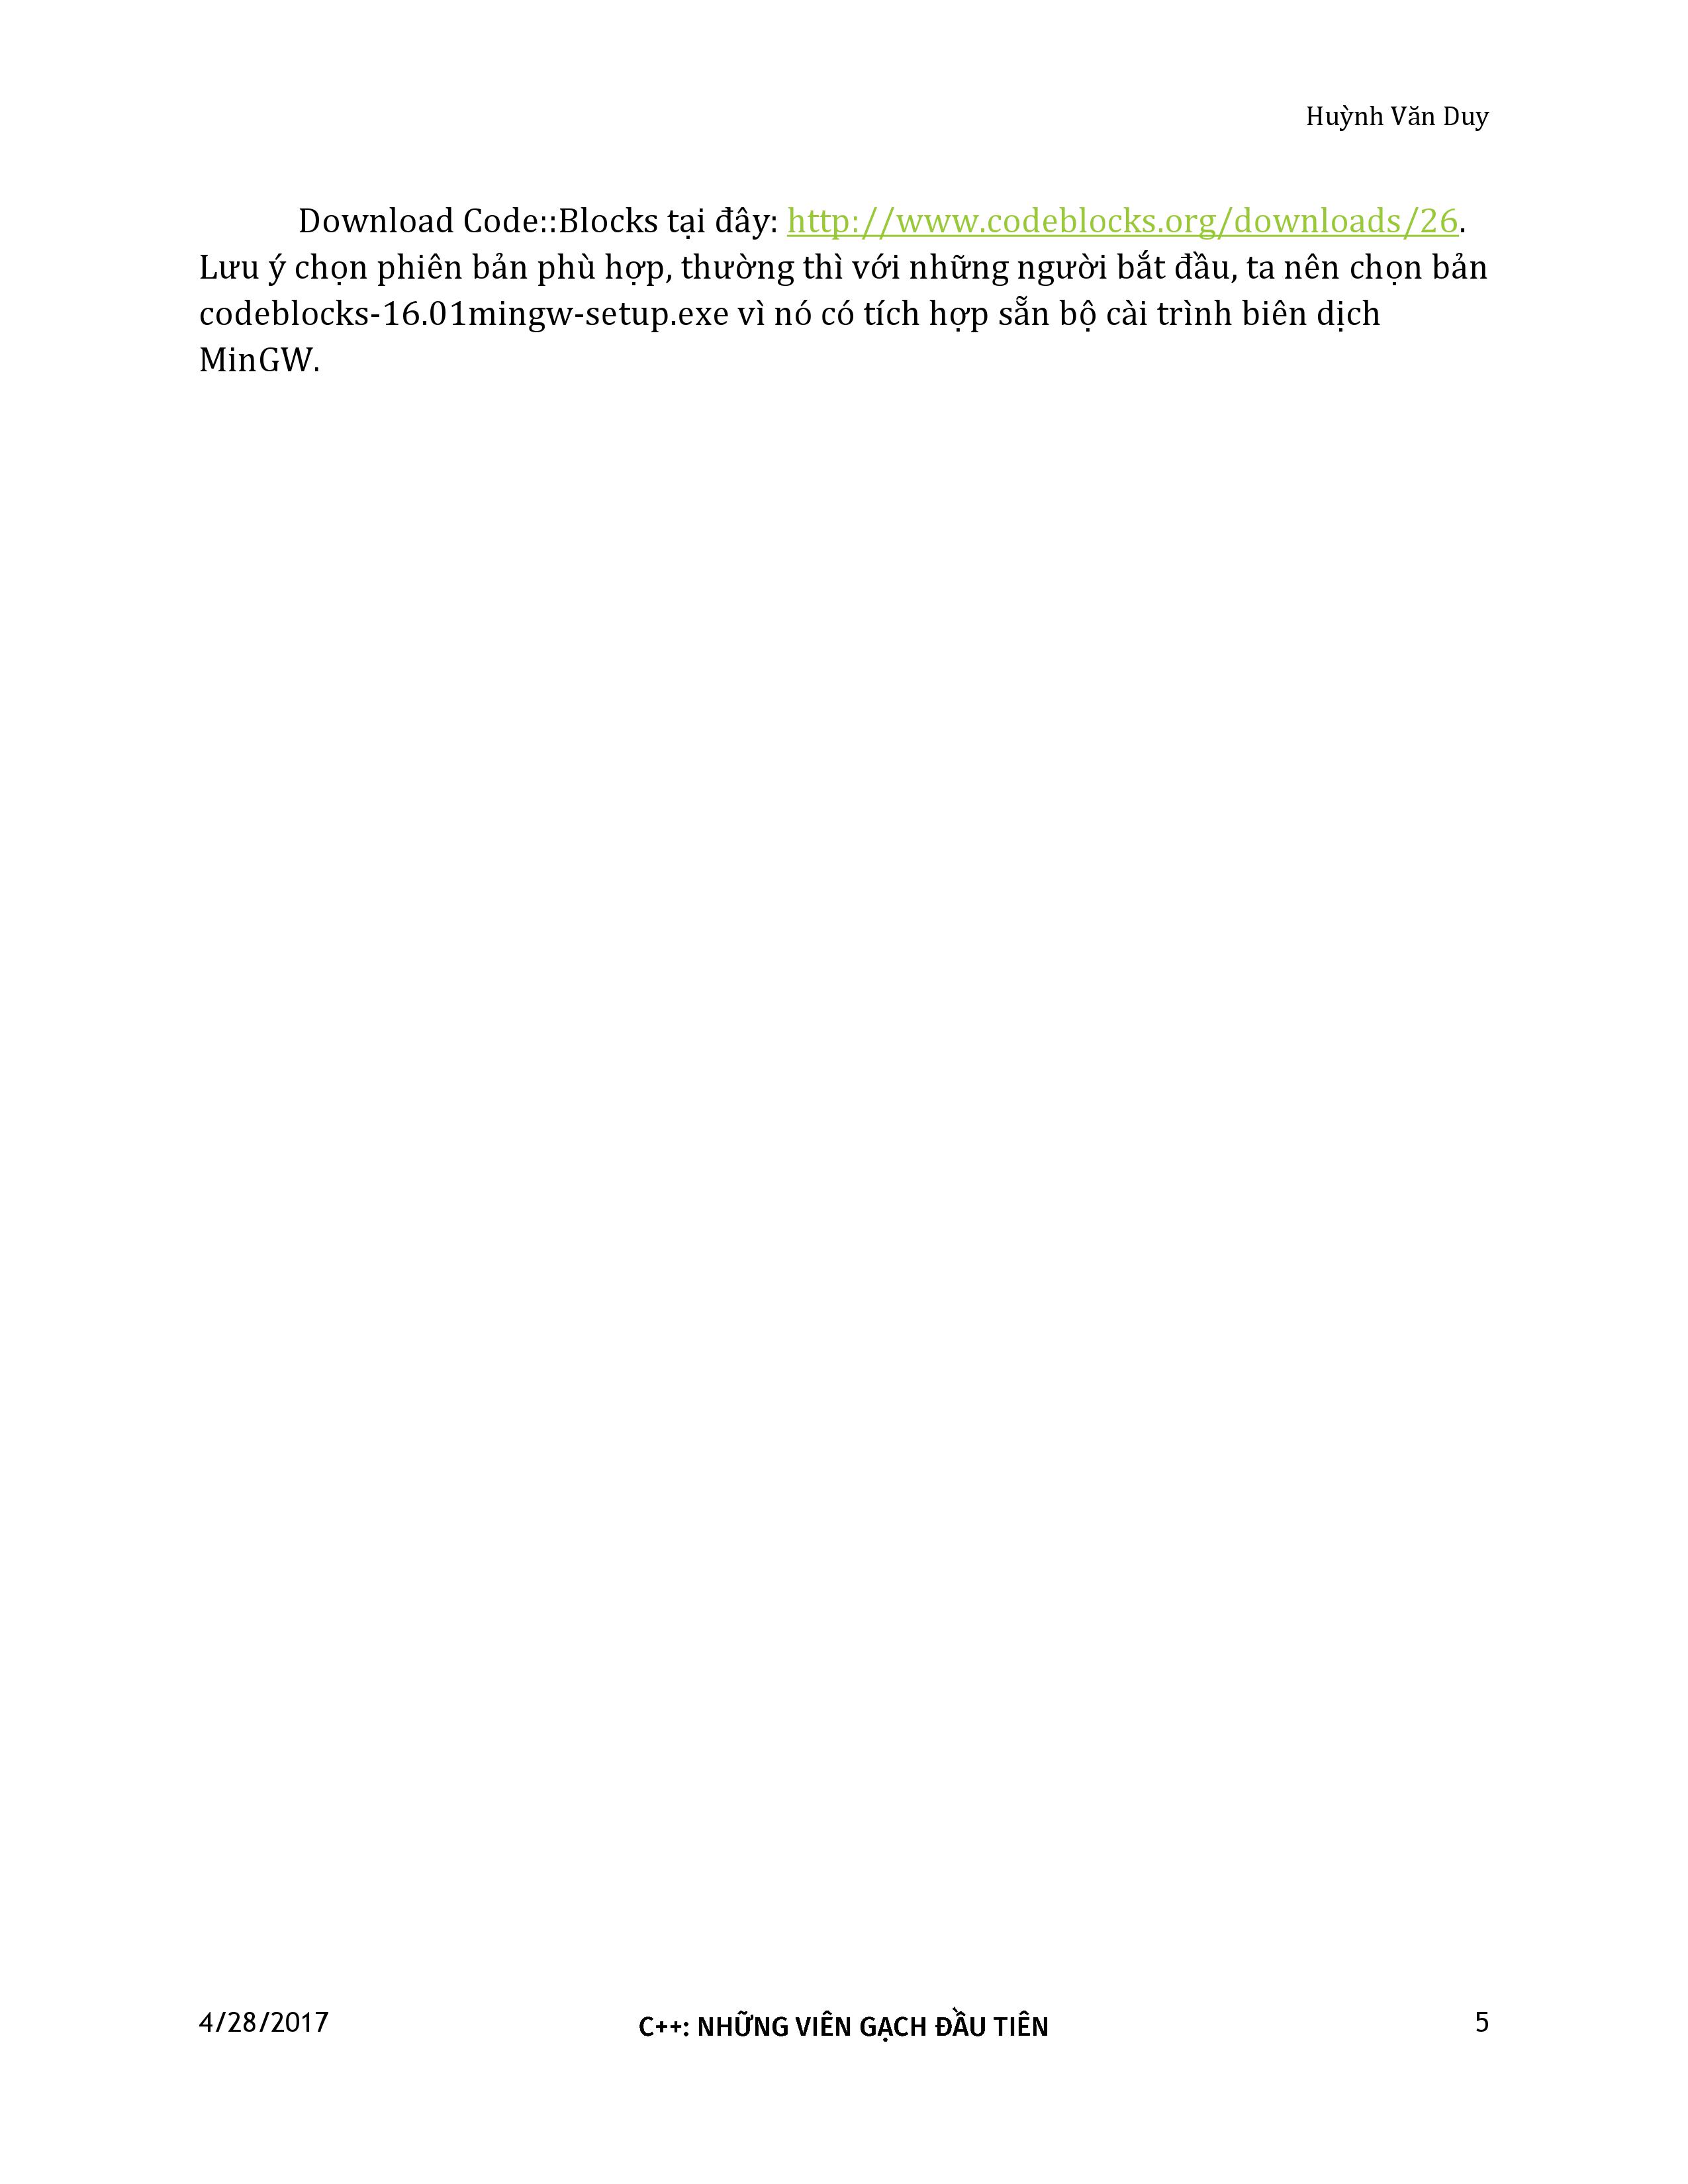 Huỳnh Văn Duy
Download Code::Blocks tại đây: http://www.codeblocks.org/downloads/26.
Lưu ý chọn phiên bản phù hợp, thường thì với những người bắt đầu, ta nên chọn bản
codeblocks-16.01mingw-setup.exe vì nó có tích hợp sẵn bộ cài trình biên dịch
MinGW.
4/28/2017
C++: NHỮNG VIÊN GẠCH ĐẦU TIÊN
5